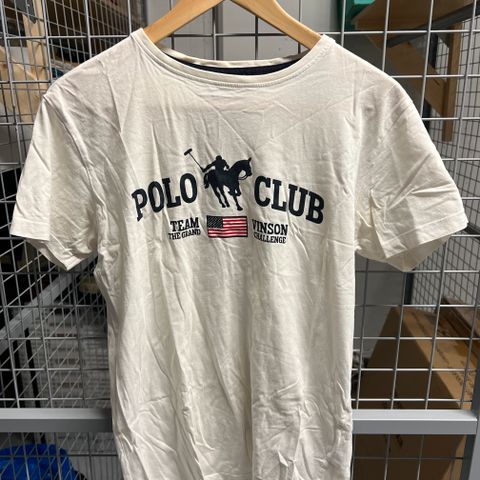 POLO CLUB
TEAM VINSON
THE GRAND CHALLENGE